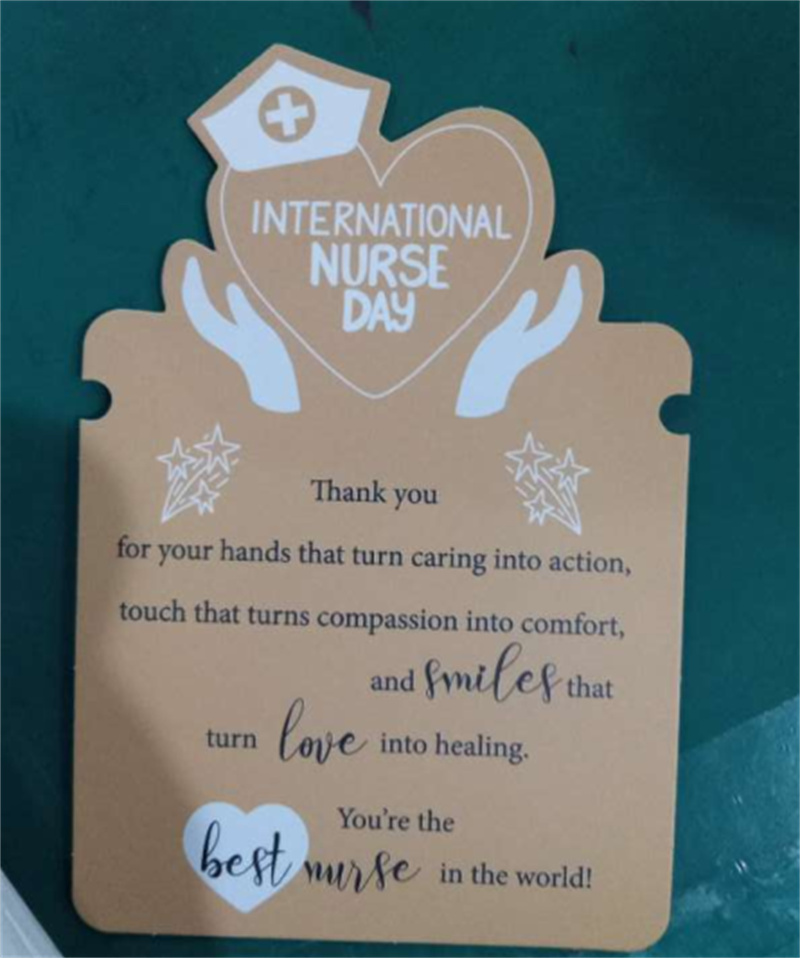 INTERNATIONAL
NURSE
DAY
Thank you
for your hands that turn caring into action,
touch that turns compassion into comfort,
and smiles that
turn love into healing.
You're the
best nurse in the world!